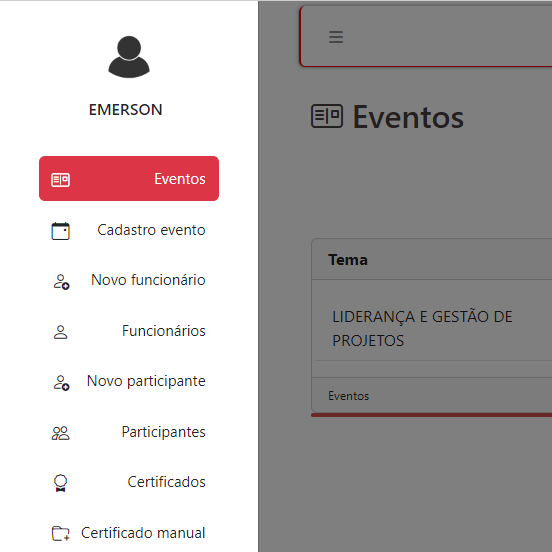 EMERSON
Eventos
Cadastro evento
Novo funcionário
Funcionários
Novo participante
Participantes
Certificados
Certificado manual
Eventos
Tema
LIDERANÇA E GESTÃO DE
PROJETOS
Eventos